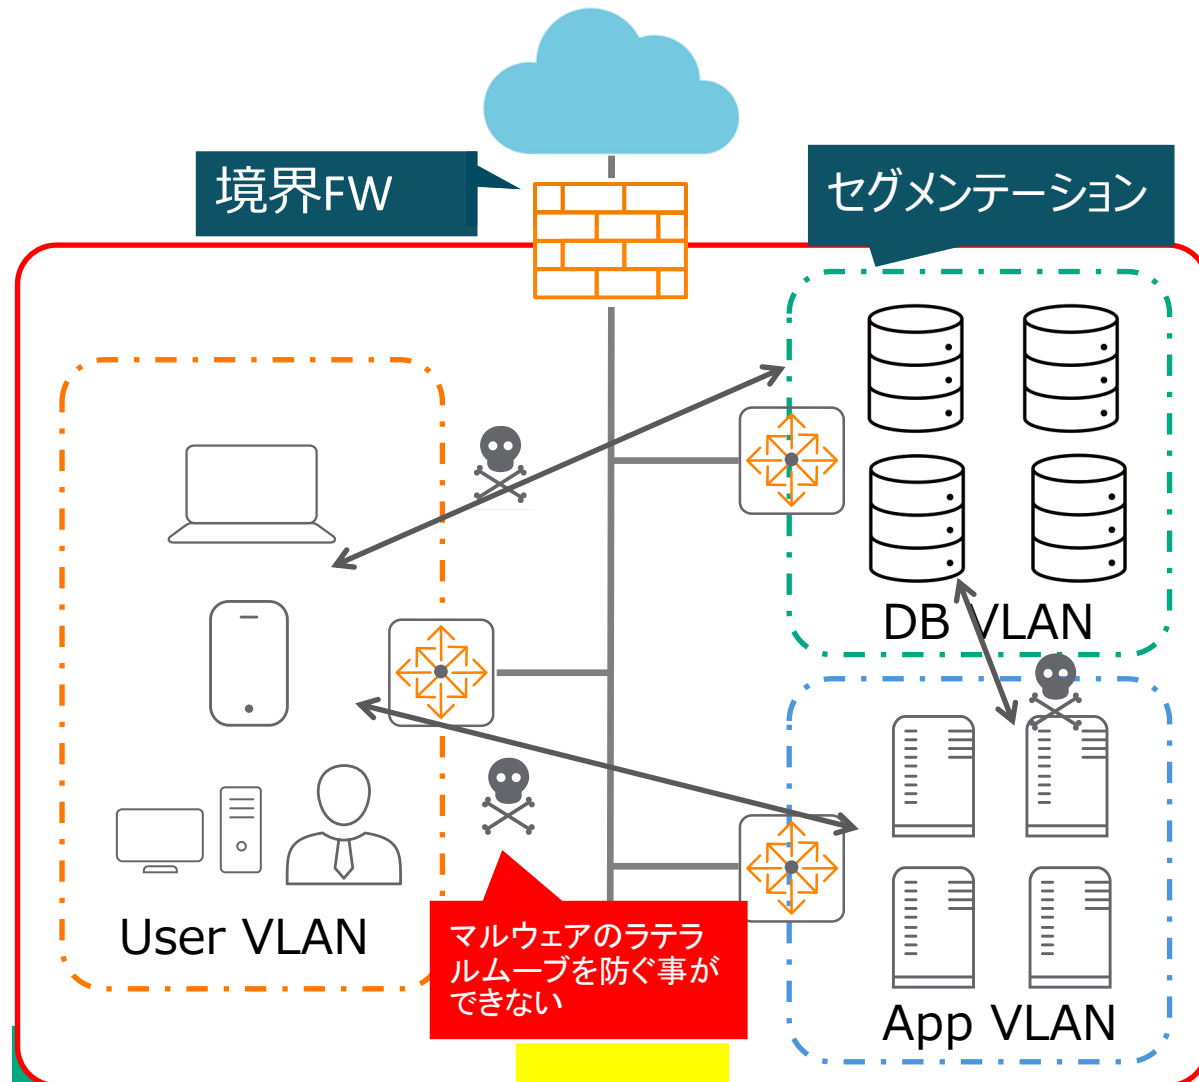 境界FW
セグメンテーション
DB VLAN
User VLAN
マルウェアのラテラ
ルムーブを防ぐ事が
できない
App VLAN